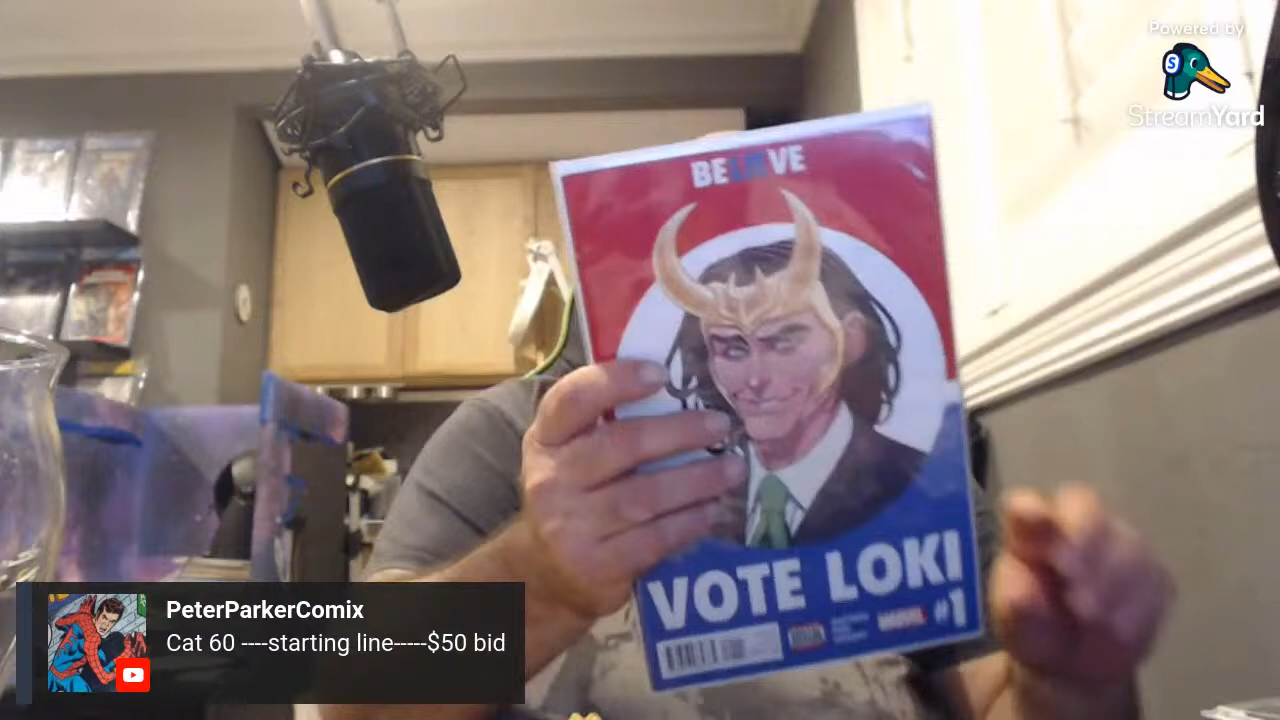 Powered by
StreamYard
BELIEVE
VOTE LOKI
MARVEL #1
PeterParkerComix
Cat 60 ----starting line-----$50 bid